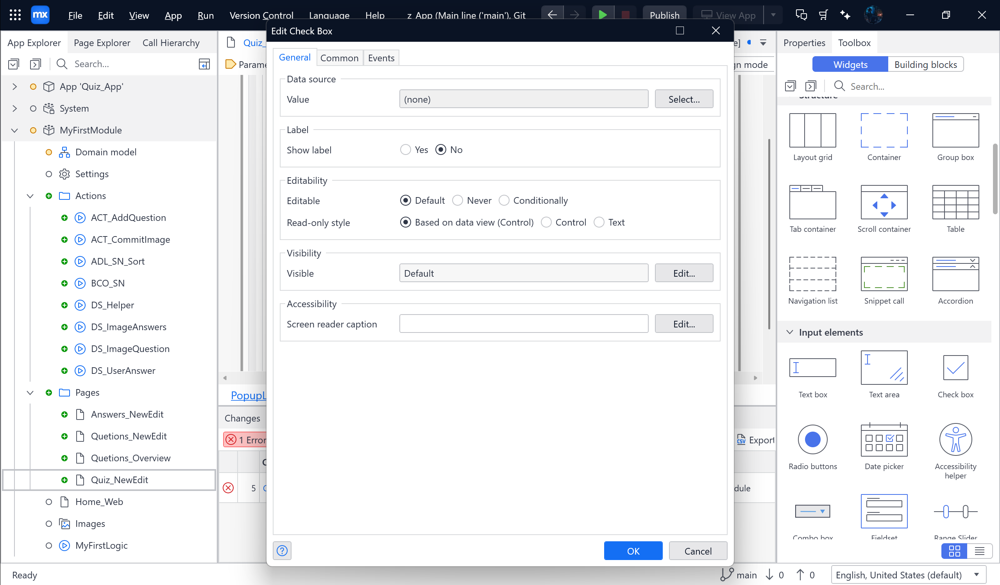 mx
File Edit View App Run Version Control Language Help z_App (Main line ('main'), Git Publish View App
App Explorer Page Explorer Call Hierarchy
Search...
App 'Quiz_App'
System
MyFirstModule
Domain model
Settings
Actions
ACT_AddQuestion
ACT_CommitImage
ADL_SN_Sort
BCO_SN
DS_Helper
DS_ImageAnswers
DS_ImageQuestion
DS_UserAnswer
Pages
Answers_NewEdit
Quetions_NewEdit
Quetions_Overview
Quiz_NewEdit
Home_Web
Images
MyFirstLogic
Quiz_
e]
Parame
gn mode
PopupL
Changes
1 Error
CSV Export
5
dule
Edit Check Box
General Common Events
Data source
Value (none) Select...
Label
Show label Yes No
Editability
Editable Default Never Conditionally
Read-only style Based on data view (Control) Control Text
Visibility
Visible Default Edit...
Accessibility
Screen reader caption Edit...
? OK Cancel
Properties Toolbox
Widgets Building blocks
Search...
Structure
Layout grid Container Group box
Tab container Scroll container Table
Navigation list Snippet call Accordion
Input elements
Text box Text area Check box
Radio buttons Date picker Accessibility helper
Combo box Fieldset Range Slider
Ready
main 0 0 English, United States (default)